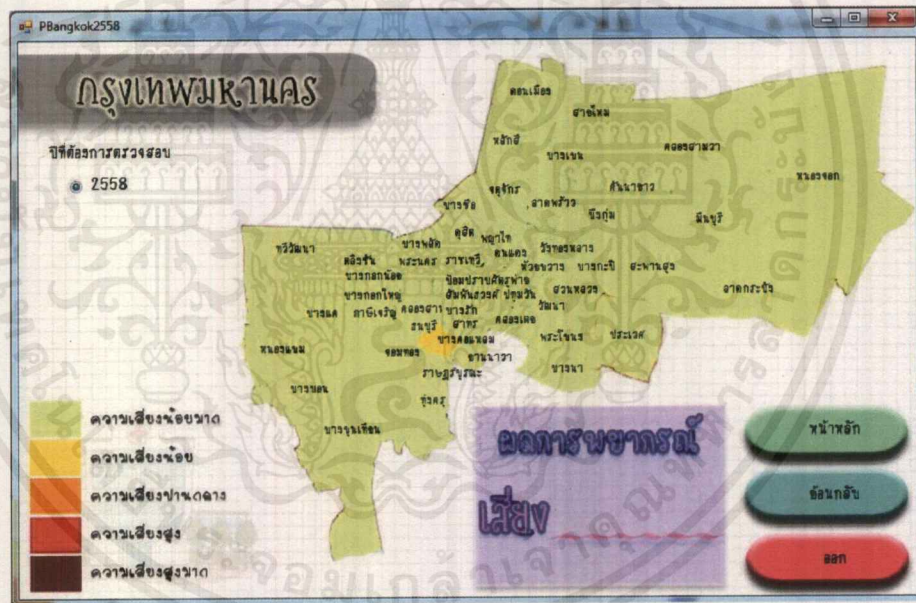 PBangkok2558
กรุงเทพมหานคร
ปีที่ต้องการตรวจสอบ
2558
ดอนเมือง
สายไหม
หลักสี่
บางเขน
คลองสามวา
หนองจอก
จตุจักร
ลาดพร้าว
คันนายาว
บึงกุ่ม
มีนบุรี
บางซื่อ
ดุสิต
พญาไท
ทวีวัฒนา
ตลิ่งชัน
บางพลัด
พระนคร
ราชเทวี
ดินแดง
วังทองหลาง
ห้วยขวาง
บางกะปิ
สะพานสูง
บางกอกน้อย
ป้อมปราบศัตรูพ่าย
สวนหลวง
ลาดกระบัง
บางกอกใหญ่
สัมพันธวงศ์
ปทุมวัน
วัฒนา
บางแค
ภาษีเจริญ
คลองสาน
บางรัก
คลองเตย
ธนบุรี
สาทร
พระโขนง
ประเวศ
หนองแขม
จอมทอง
บางคอแหลม
ยานนาวา
บางนา
ราษฎร์บูรณะ
บางบอน
ทุ่งครุ
บางขุนเทียน
ความเสี่ยงน้อยมาก
ความเสี่ยงน้อย
ความเสี่ยงปานกลาง
ความเสี่ยงสูง
ความเสี่ยงสูงมาก
ผลการพยากรณ์
เสี่ยง
หน้าหลัก
ย้อนกลับ
ออก